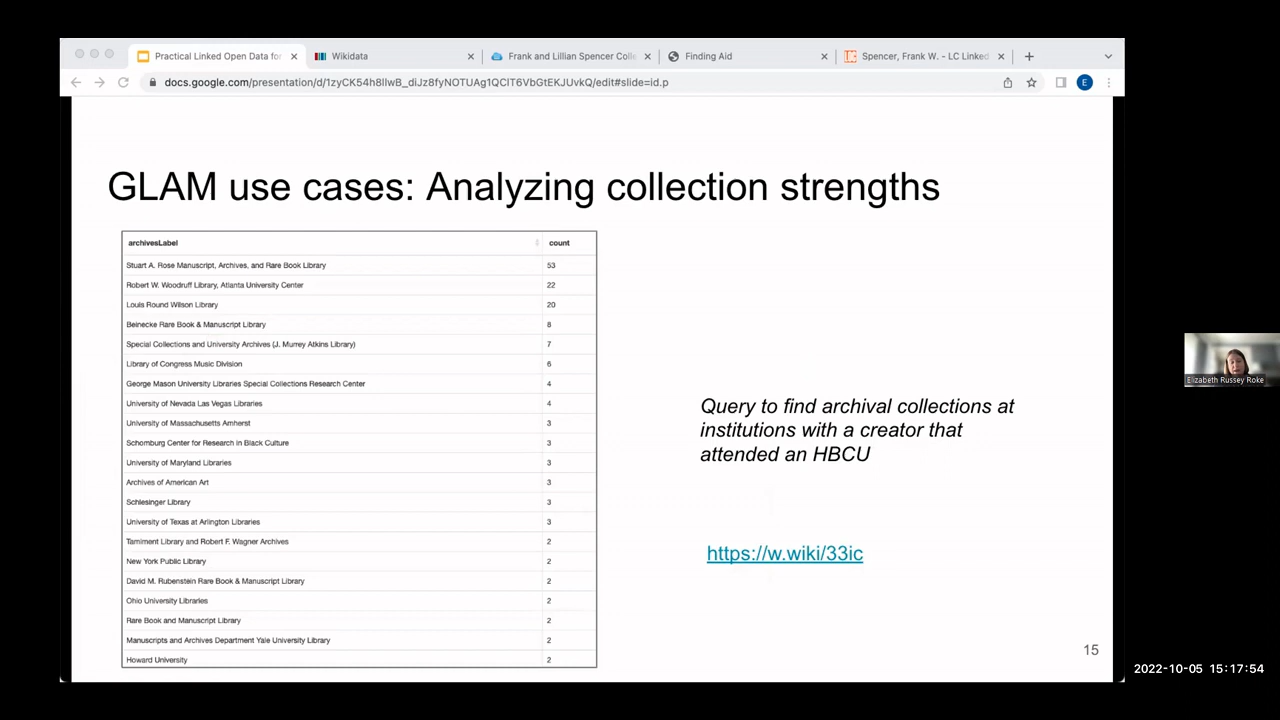 Practical Linked Open Data for
Wikidata
Frank and Lillian Spencer Colle
Finding Aid
Spencer, Frank W. - LC Linked
docs.google.com/presentation/d/1zyCK54h8IlwB_diJz8fyNOTUAg1QClT6VbGtEKJUvkQ/edit#slide=id.p
E
GLAM use cases: Analyzing collection strengths
archivesLabel count
Stuart A. Rose Manuscript, Archives, and Rare Book Library 53
Robert W. Woodruff Library, Atlanta University Center 22
Louis Round Wilson Library 20
Beinecke Rare Book & Manuscript Library 8
Special Collections and University Archives (J. Murrey Atkins Library) 7
Library of Congress Music Division 6
George Mason University Libraries Special Collections Research Center 4
University of Nevada Las Vegas Libraries 4
University of Massachusetts Amherst 3
Schomburg Center for Research in Black Culture 3
University of Maryland Libraries 3
Archives of American Art 3
Schlesinger Library 3
University of Texas at Arlington Libraries 3
Tamiment Library and Robert F. Wagner Archives 2
New York Public Library 2
David M. Rubenstein Rare Book & Manuscript Library 2
Ohio University Libraries 2
Rare Book and Manuscript Library 2
Manuscripts and Archives Department Yale University Library 2
Howard University 2
Query to find archival collections at
institutions with a creator that
attended an HBCU
https://w.wiki/33ic
15
Elizabeth Russey Roke
2022-10-05 15:17:54